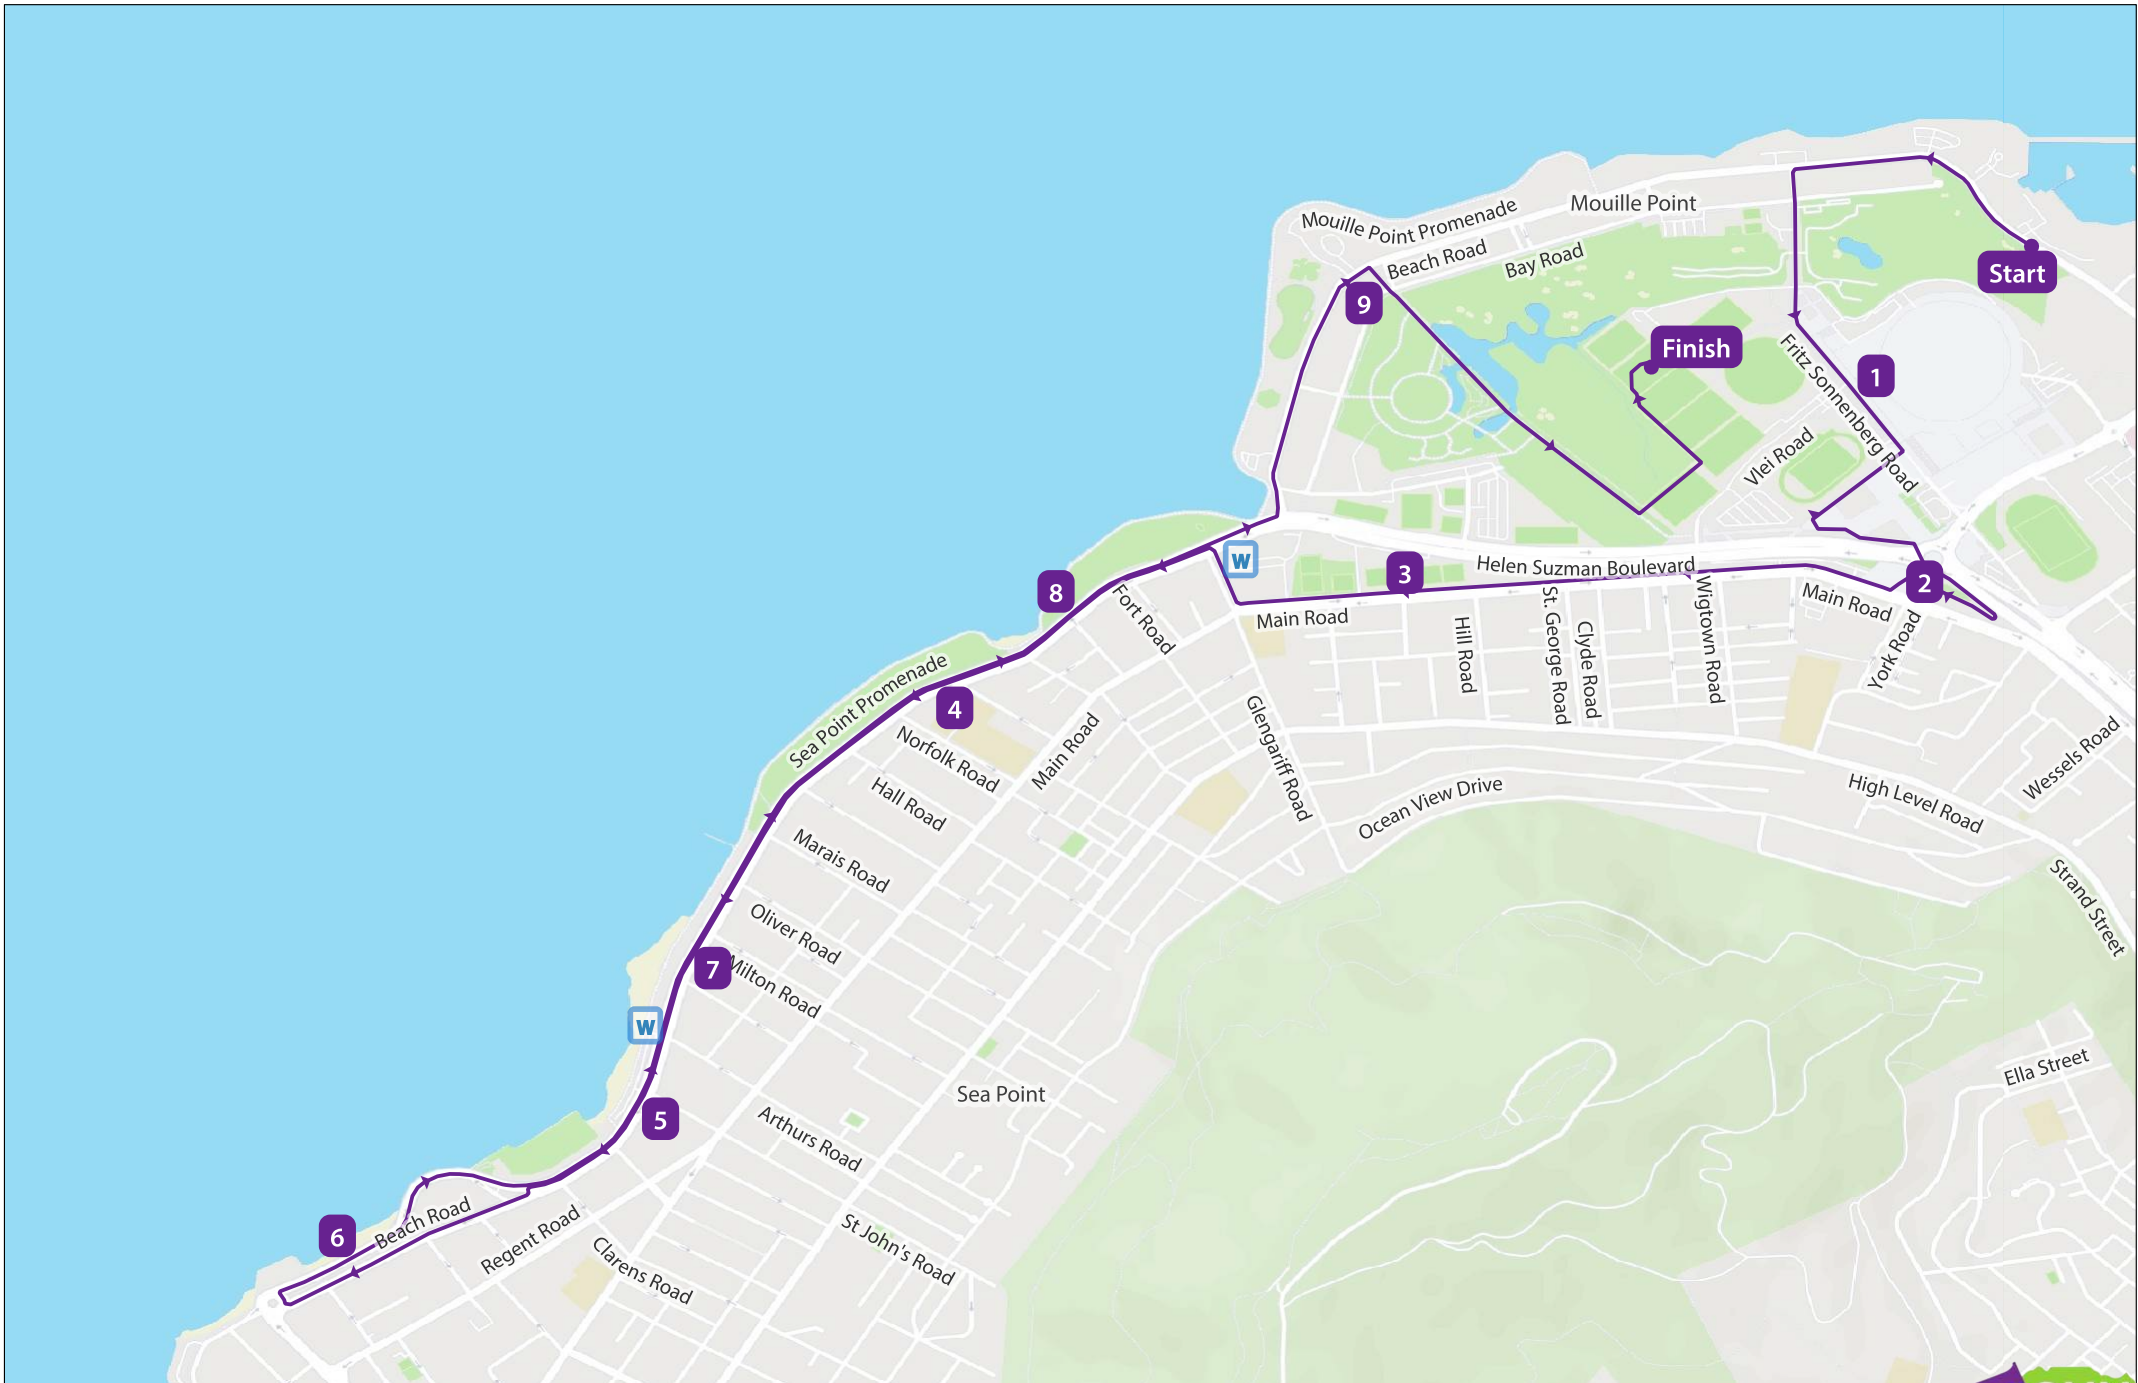 Mouille Point Promenade
Mouille Point
Beach Road
Bay Road
Start
9
Finish
Fritz Sonnenberg Road
1
Vlei Road
W
Helen Suzman Boulevard
3
2
8
Main Road
Main Road
York Road
Wigtown Road
Clyde Road
St. George Road
Hill Road
Fort Road
Sea Point Promenade
4
Norfolk Road
Main Road
Glengariff Road
Hall Road
Ocean View Drive
High Level Road
Wessels Road
Marais Road
Strand Street
Oliver Road
7
Milton Road
W
Sea Point
Ella Street
5
Arthurs Road
Beach Road
6
Regent Road
St John's Road
Clarens Road